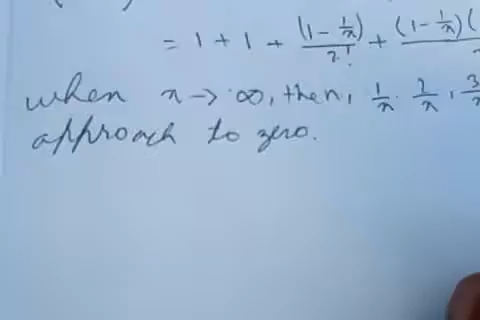 = 1 + 1 + (1 - 1/n)/2! + (1 - 1/n)(
when n → ∞, then, 1/n, 2/n, 3/n
approach to zero.